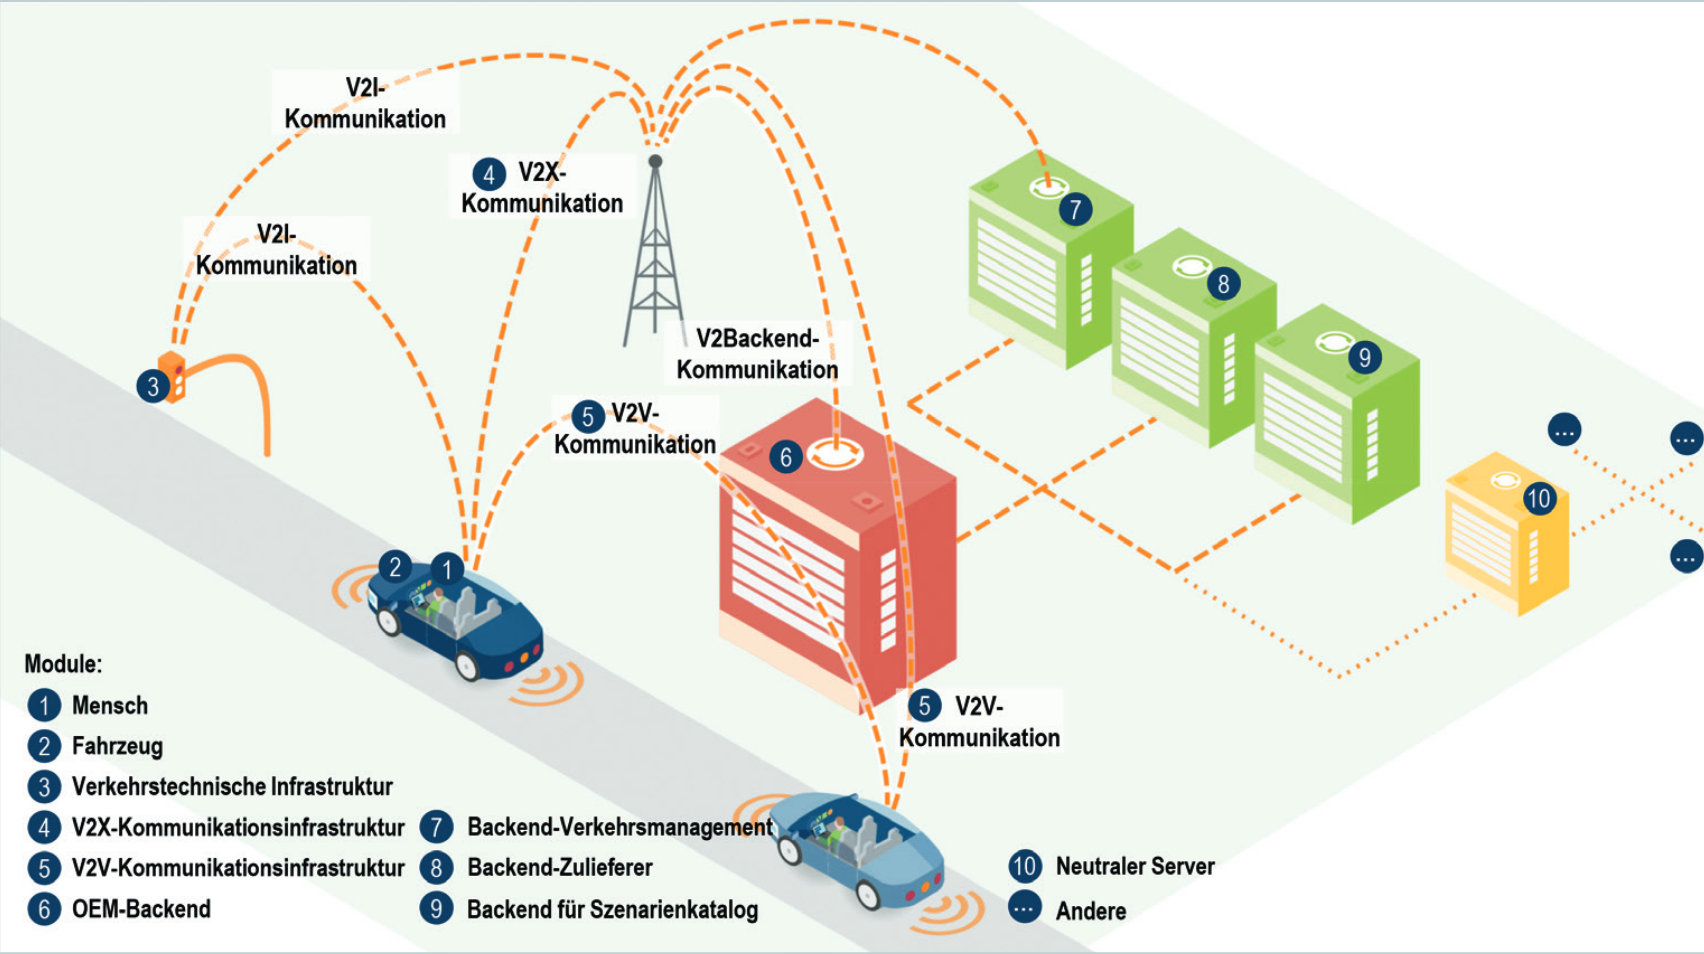 V2I-
Kommunikation
4 V2X-
Kommunikation
V2I-
Kommunikation
7
8
9
V2Backend-
Kommunikation
3
5 V2V-
Kommunikation
6
...
...
10
...
2
1
5 V2V-
Kommunikation
Module:
1 Mensch
2 Fahrzeug
3 Verkehrstechnische Infrastruktur
4 V2X-Kommunikationsinfrastruktur
5 V2V-Kommunikationsinfrastruktur
6 OEM-Backend
7 Backend-Verkehrsmanagement
8 Backend-Zulieferer
9 Backend für Szenarienkatalog
10 Neutraler Server
... Andere